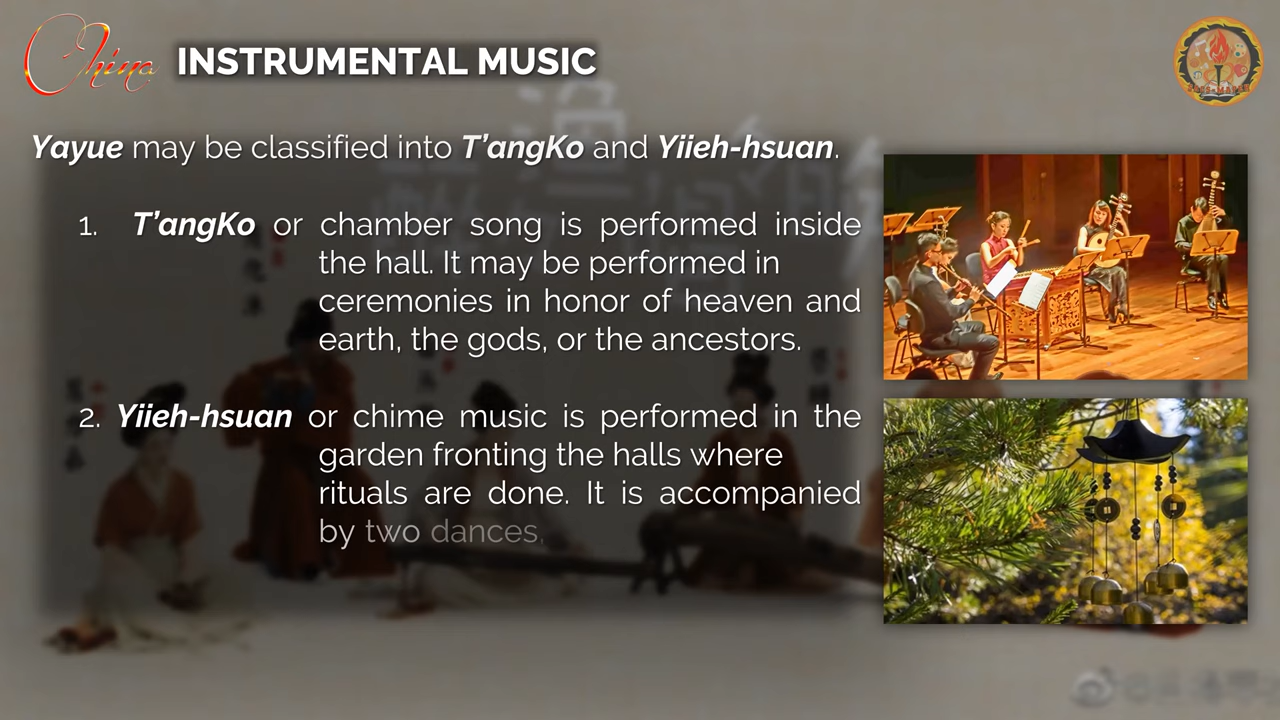 China INSTRUMENTAL MUSIC
Yayue may be classified into T’angKo and Yiieh-hsuan.
1. T’angKo or chamber song is performed inside
the hall. It may be performed in
ceremonies in honor of heaven and
earth, the gods, or the ancestors.
2. Yiieh-hsuan or chime music is performed in the
garden fronting the halls where
rituals are done. It is accompanied
by two dances.